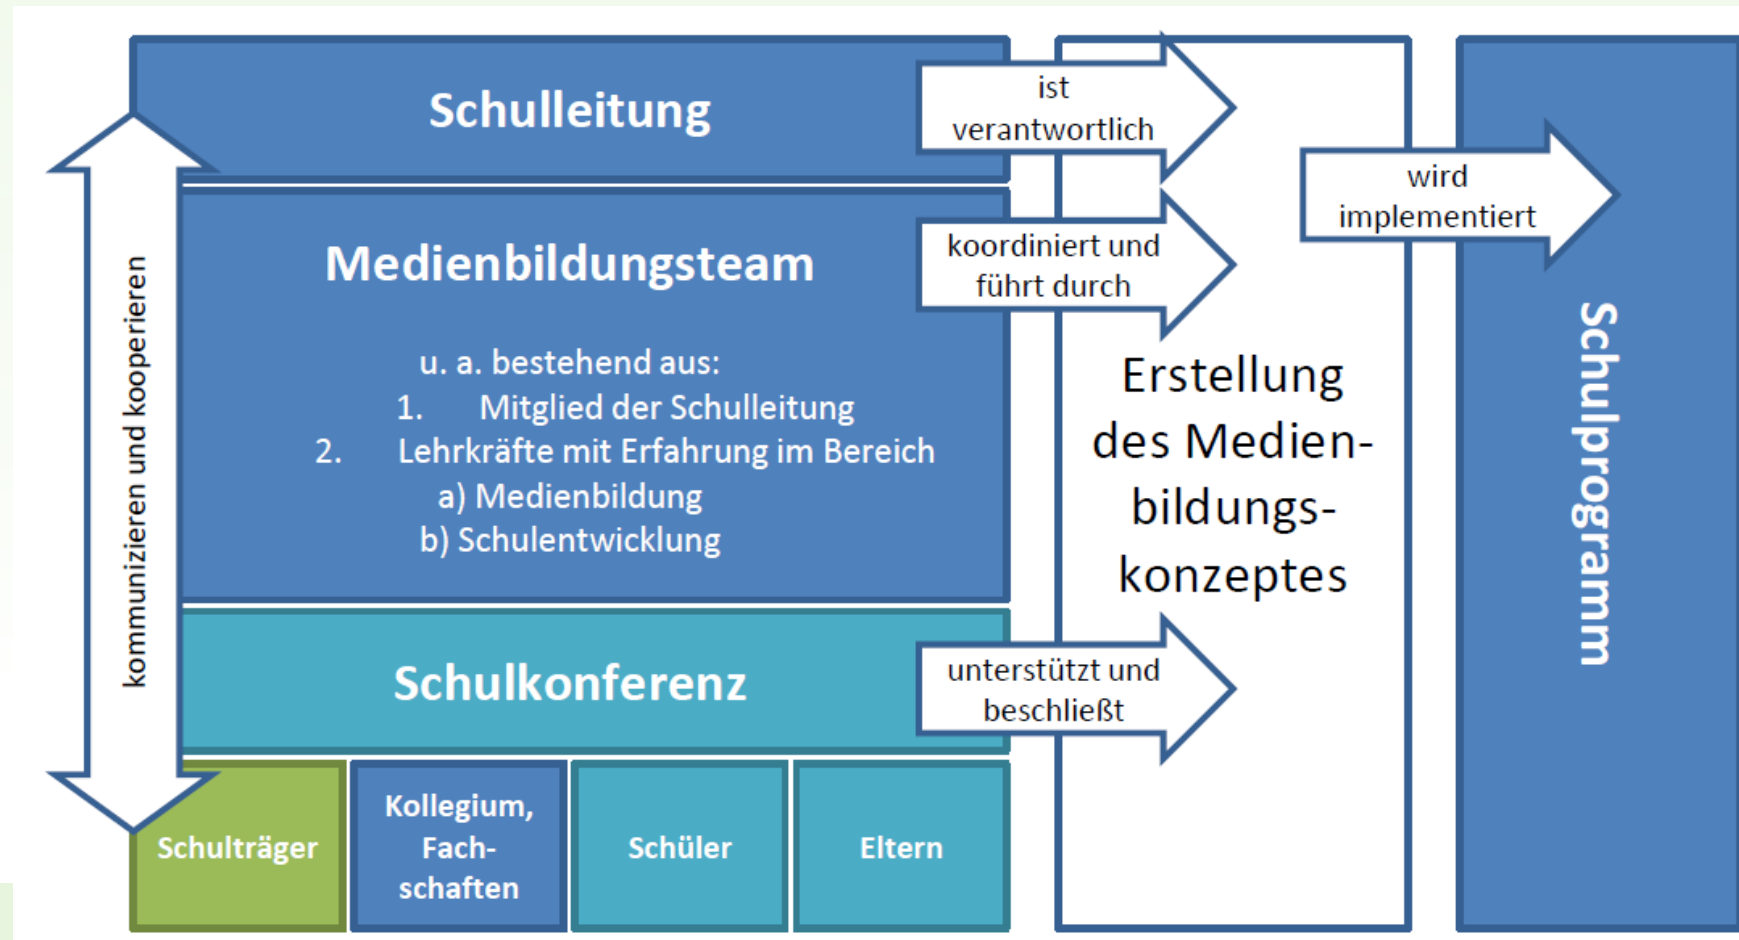 Schulleitung
ist
verantwortlich
Medienbildungsteam
u. a. bestehend aus:
1. Mitglied der Schulleitung
2. Lehrkräfte mit Erfahrung im Bereich
a) Medienbildung
b) Schulentwicklung
koordiniert und
führt durch
Schulkonferenz
unterstützt und
beschließt
kommunizieren und kooperieren
Schulträger
Kollegium,
Fach-
schaften
Schüler
Eltern
Erstellung
des Medien-
bildungs-
konzeptes
wird
implementiert
Schulprogramm